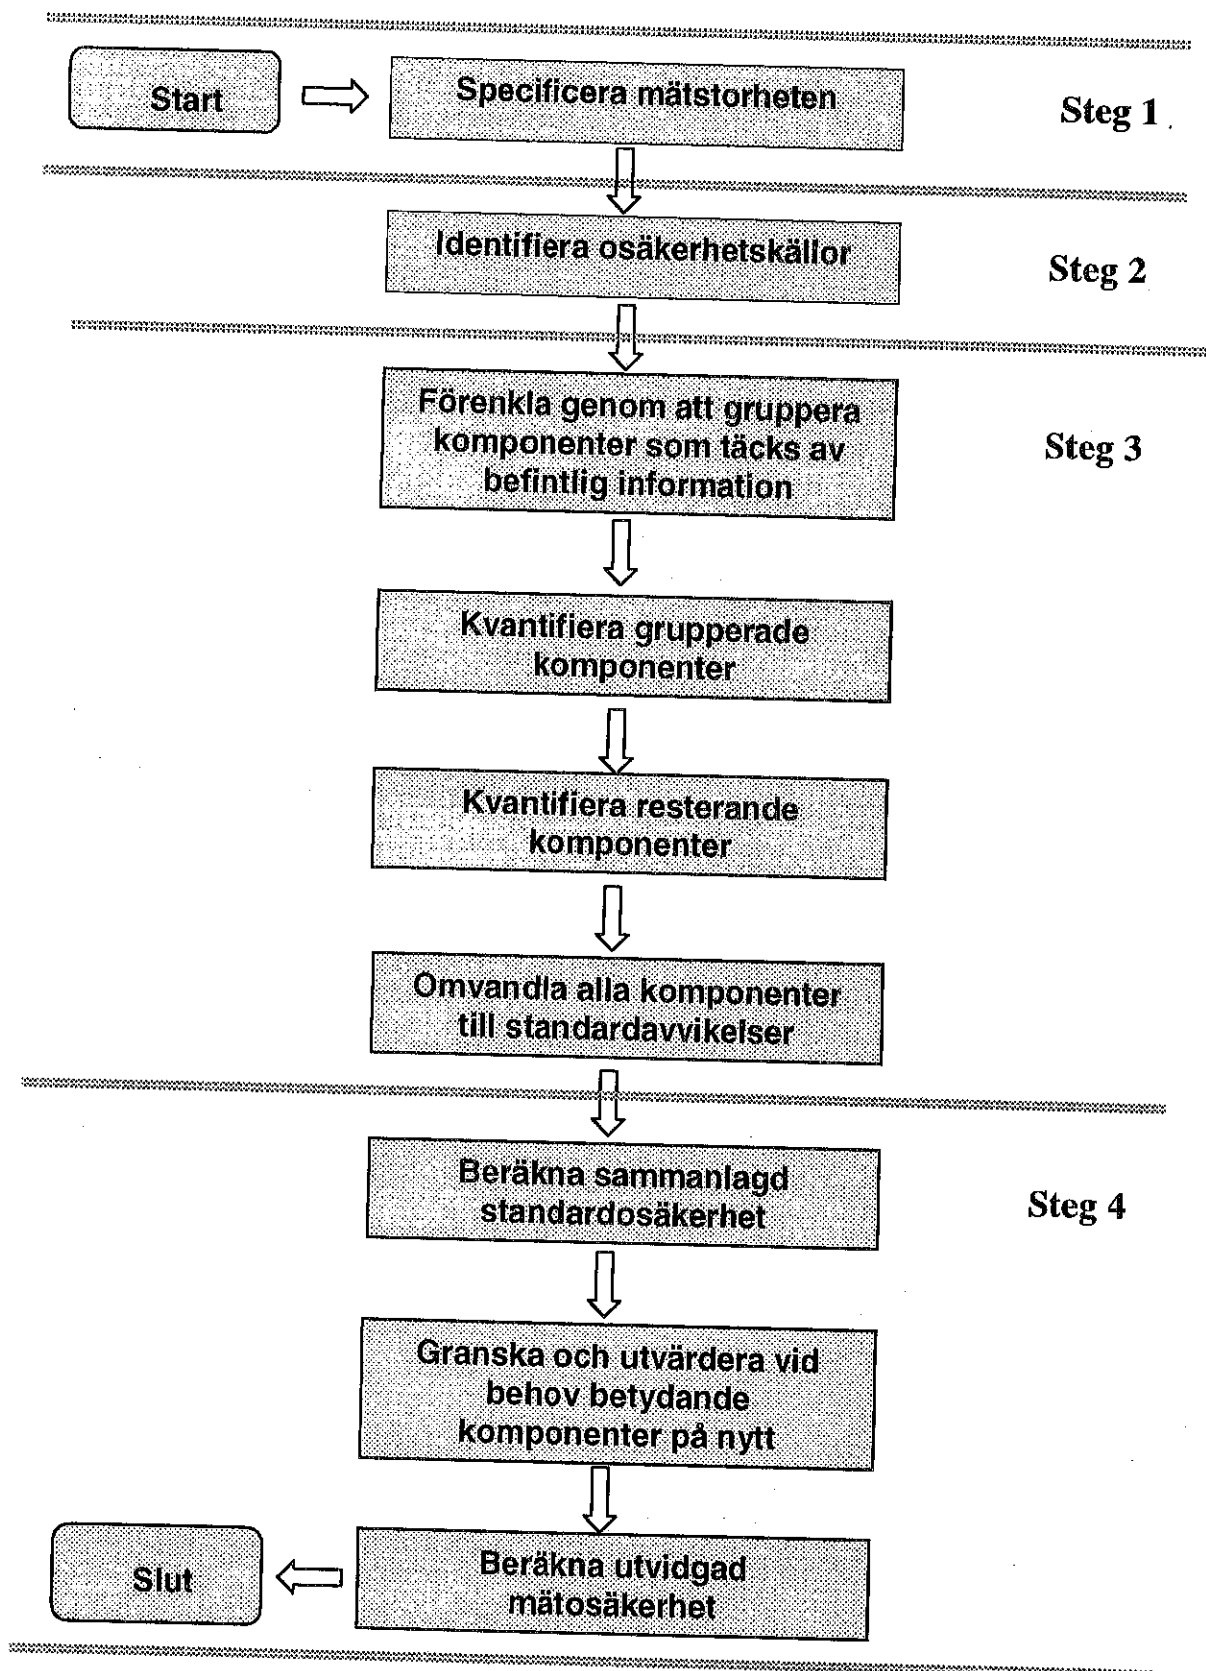 Start
Specificera mätstorheten
Steg 1
Identifiera osäkerhetskällor
Steg 2
Förenkla genom att gruppera
komponenter som täcks av
befintlig information
Steg 3
Kvantifiera grupperade
komponenter
Kvantifiera resterande
komponenter
Omvandla alla komponenter
till standardavvikelser
Beräkna sammanlagd
standardosäkerhet
Steg 4
Granska och utvärdera vid
behov betydande
komponenter på nytt
Beräkna utvidgad
mätosäkerhet
Slut